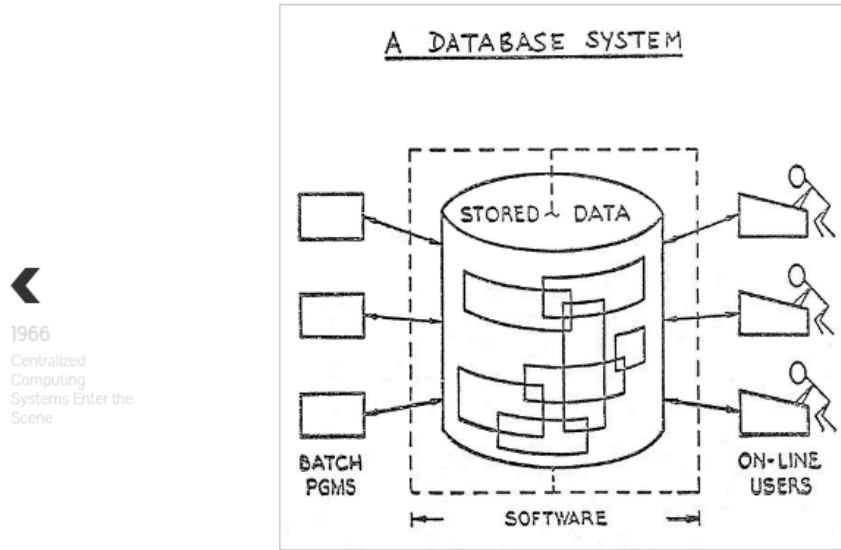 A DATABASE SYSTEM
STORED DATA
BATCH
PGMS
ON-LINE
USERS
SOFTWARE
1966
Centralized
Computing
Systems Enter the
Scene